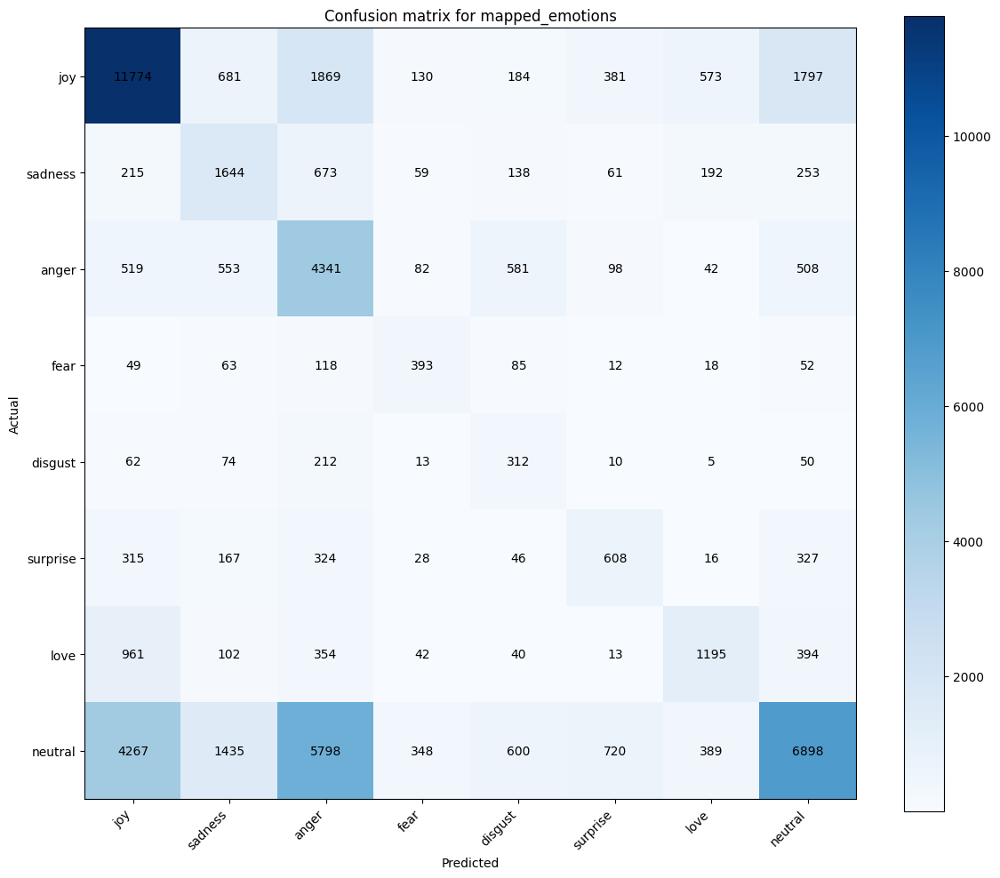 Confusion matrix for mapped_emotions
joy 11774 681 1869 130 184 381 573 1797
sadness 215 1644 673 59 138 61 192 253
anger 519 553 4341 82 581 98 42 508
fear 49 63 118 393 85 12 18 52
disgust 62 74 212 13 312 10 5 50
surprise 315 167 324 28 46 608 16 327
love 961 102 354 42 40 13 1195 394
neutral 4267 1435 5798 348 600 720 389 6898
Actual
joy sadness anger fear disgust surprise love neutral
Predicted
10000
8000
6000
4000
2000